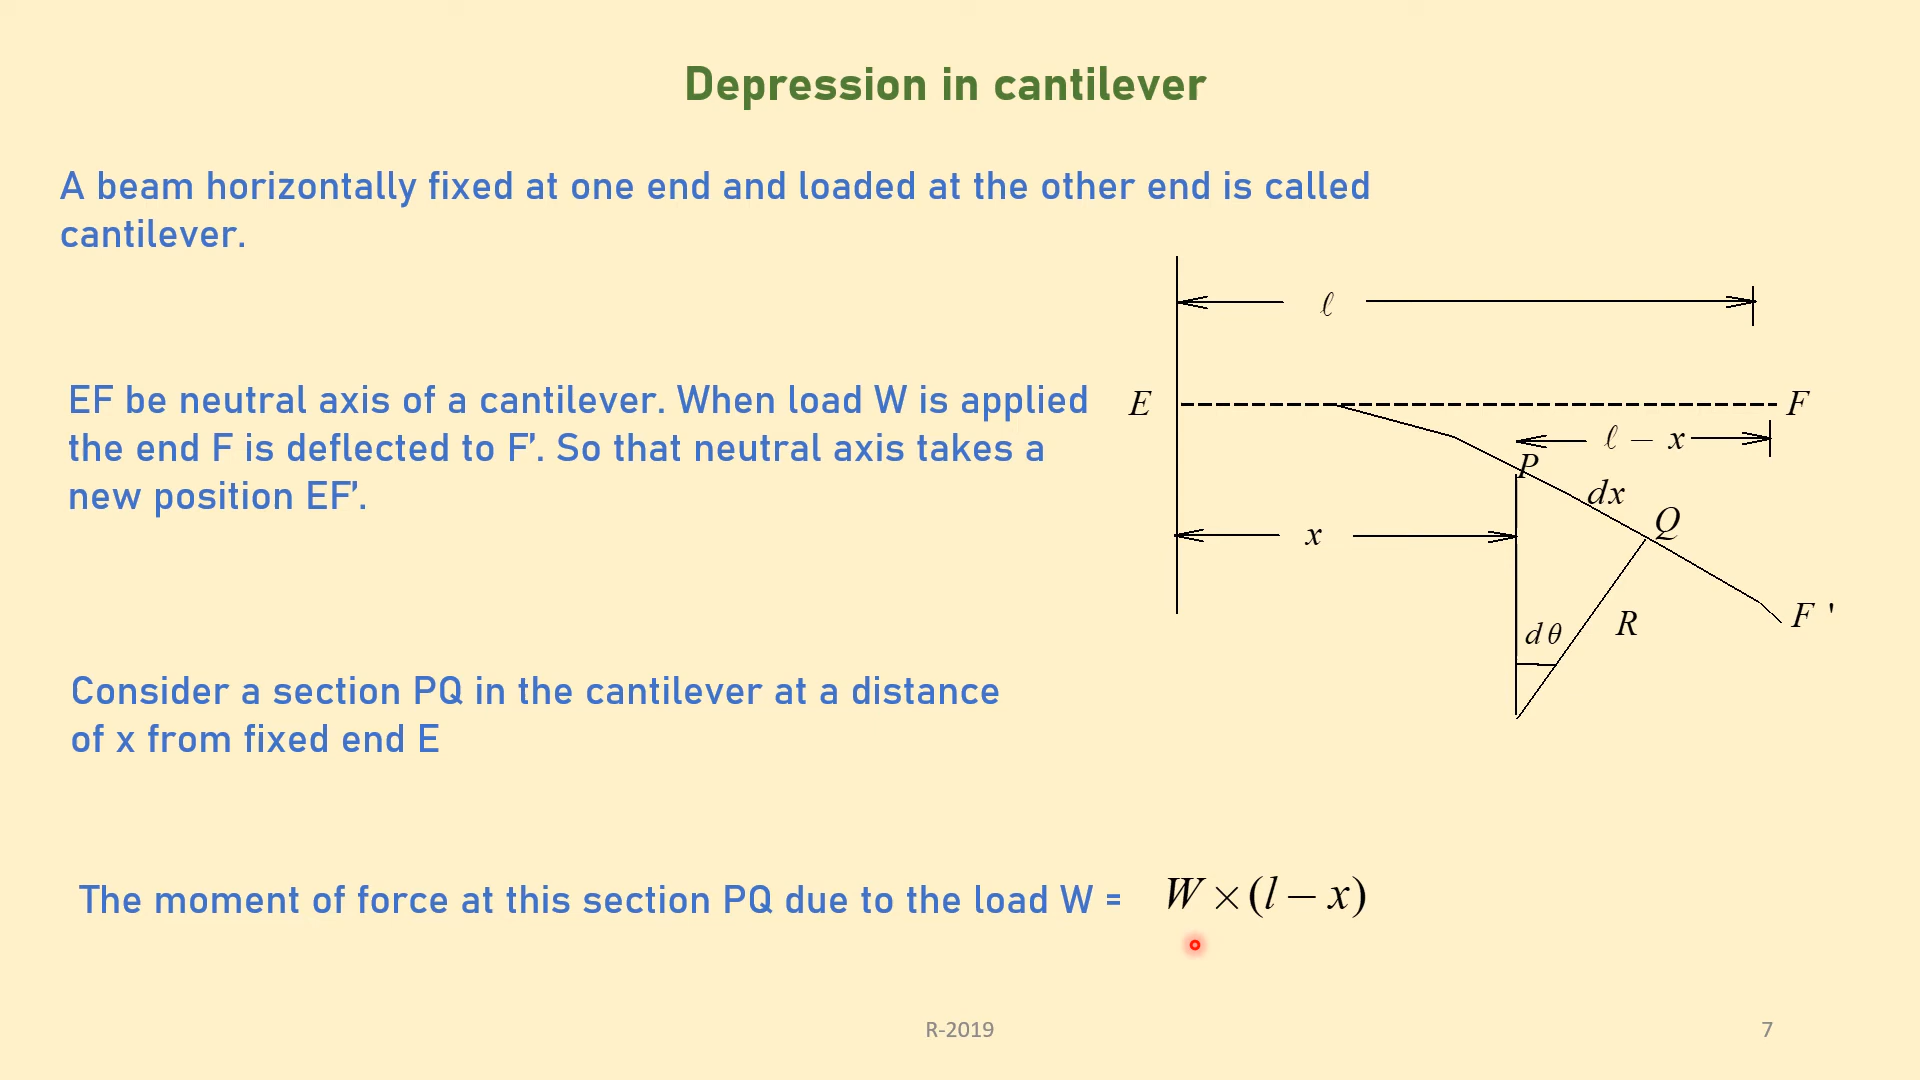 Depression in cantilever
A beam horizontally fixed at one end and loaded at the other end is called
cantilever.
ℓ
EF be neutral axis of a cantilever. When load W is applied
the end F is deflected to F’. So that neutral axis takes a
new position EF’.
E
F
ℓ − x
P
dx
Q
x
F '
R
dθ
Consider a section PQ in the cantilever at a distance
of x from fixed end E
The moment of force at this section PQ due to the load W = W × (l − x)
R-2019
7